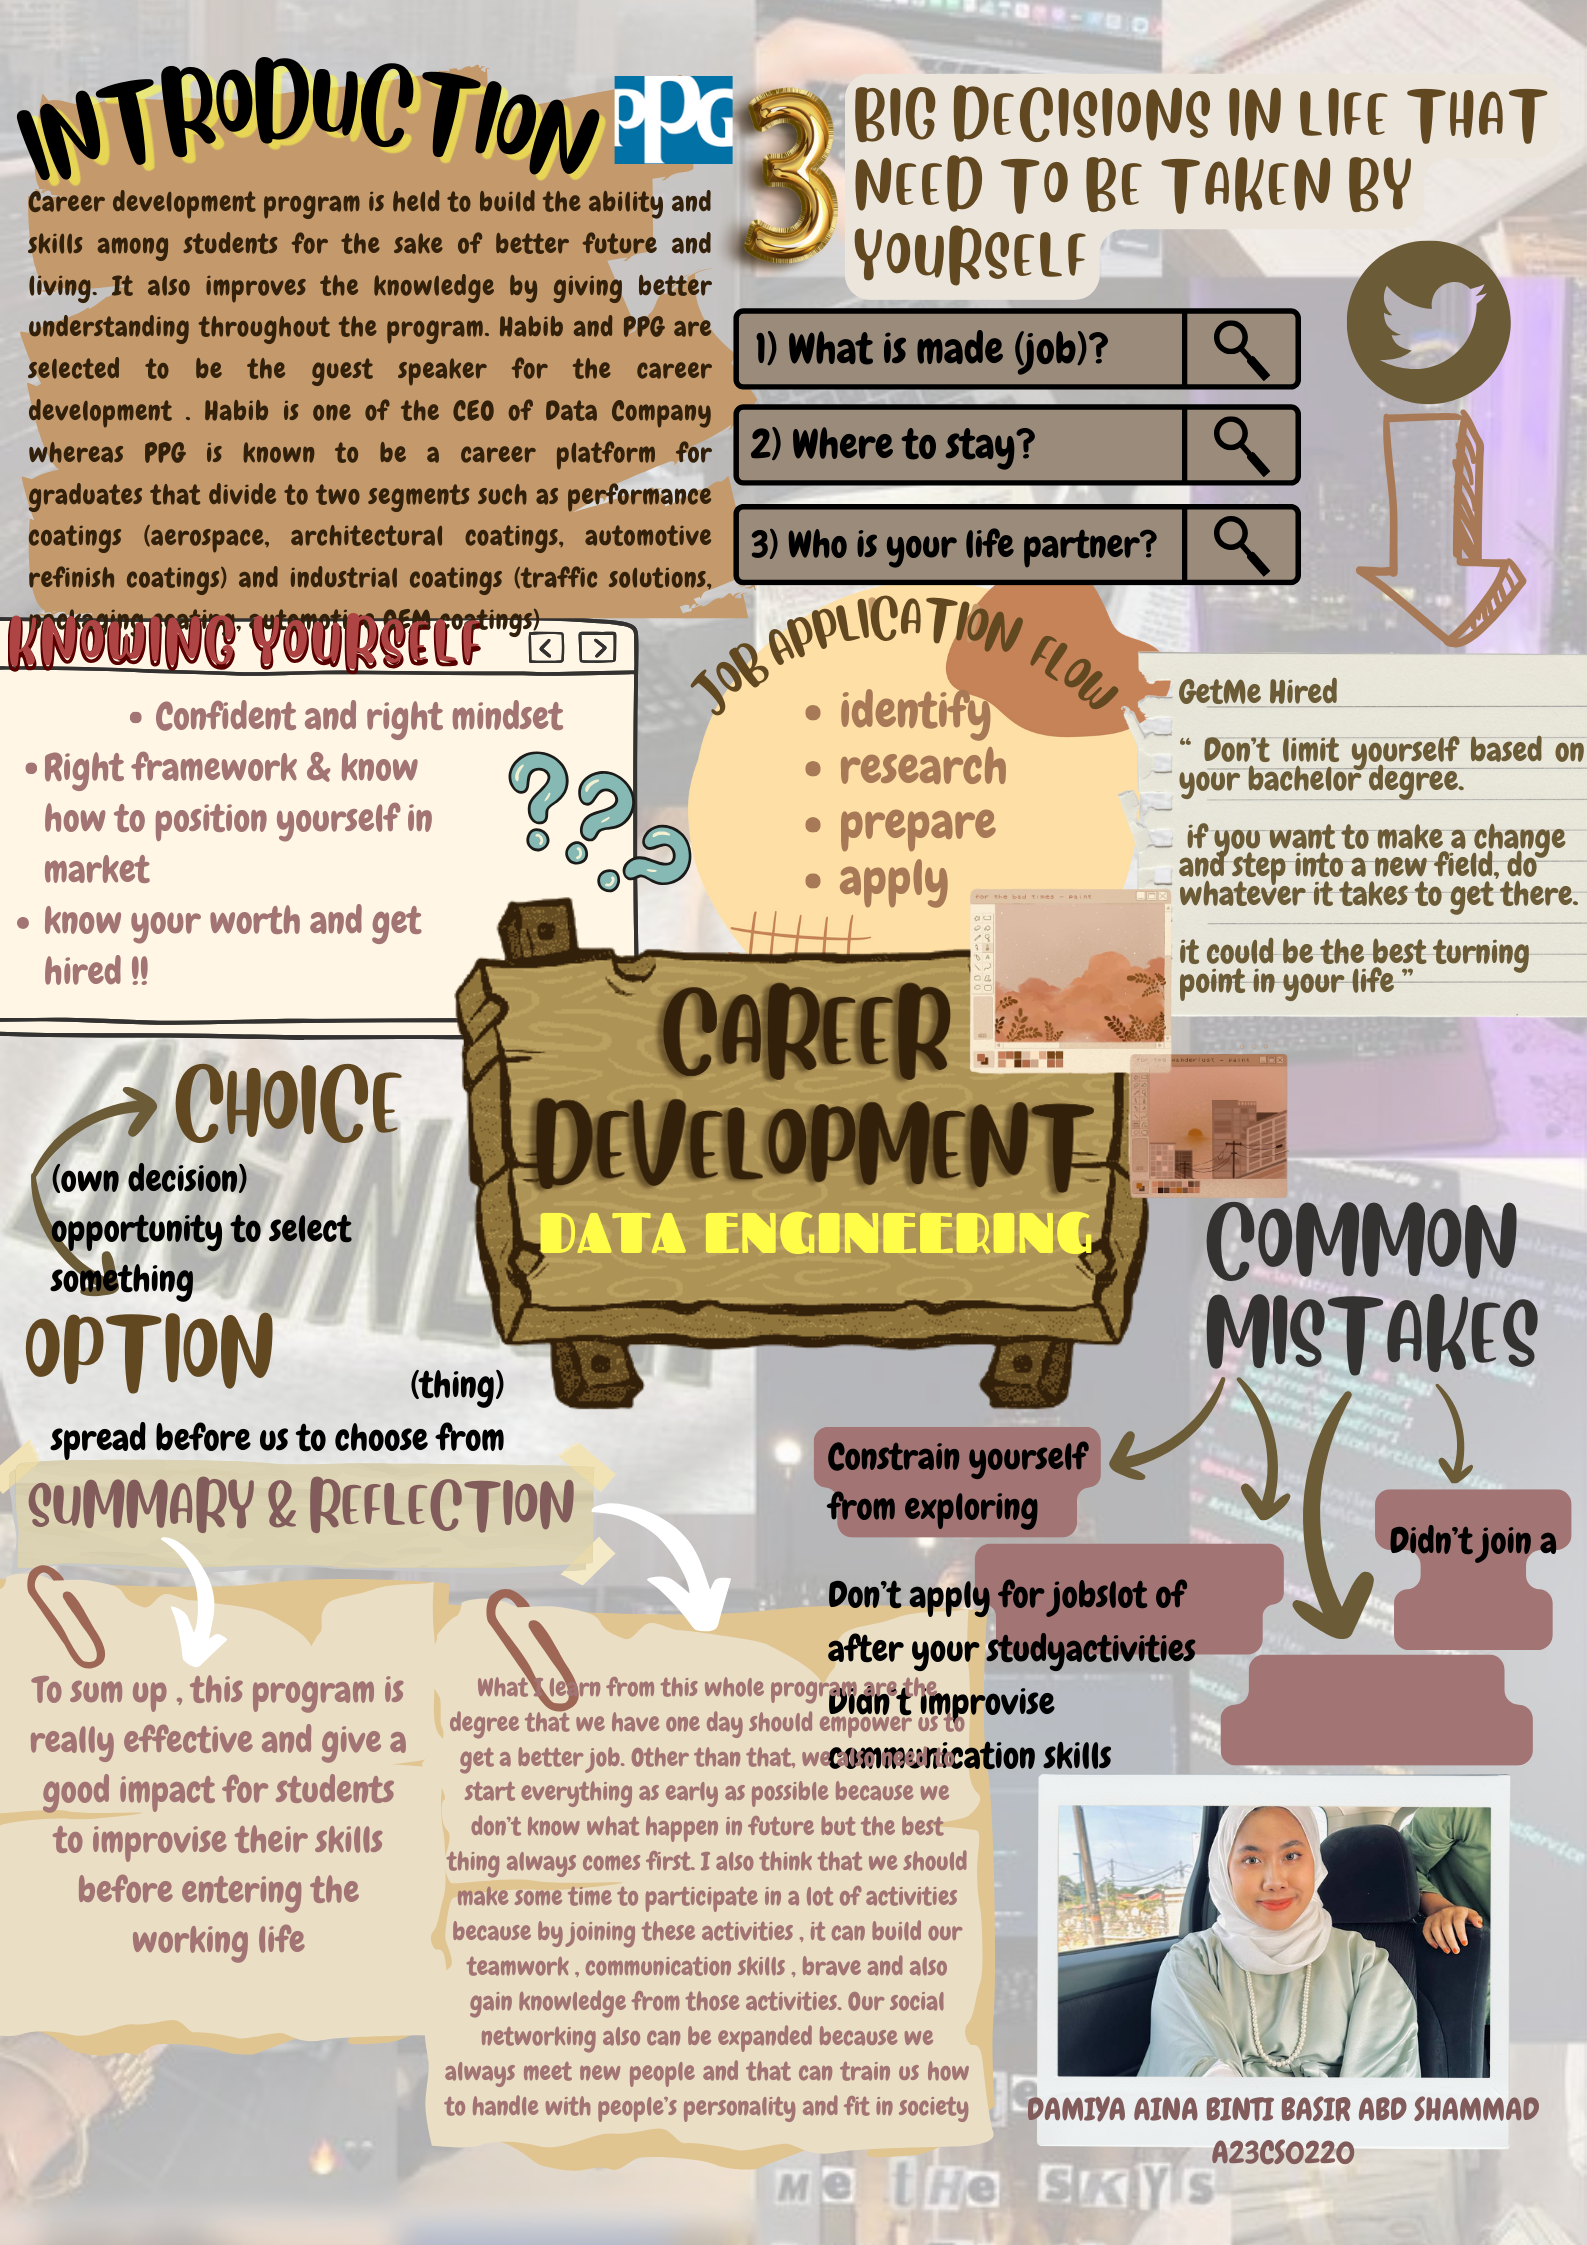 INTRODUCTION
PPG
Career development program is held to build the ability and
skills among students for the sake of better future and
living. It also improves the knowledge by giving better
understanding throughout the program. Habib and PPG are
selected to be the guest speaker for the career
development . Habib is one of the CEO of Data Company
whereas PPG is known to be a career platform for
graduates that divide to two segments such as performance
coatings (aerospace, architectural coatings, automotive
refinish coatings) and industrial coatings (traffic solutions,
packaging coating, automotive OEM coatings)
3 BIG DECISIONS IN LIFE THAT
NEED TO BE TAKEN BY
YOURSELF
1) What is made (job)?
2) Where to stay?
3) Who is your life partner?
KNOWING YOURSELF
• Confident and right mindset
• Right framework & know
how to position yourself in
market
• know your worth and get
hired !!
JOB APPLICATION FLOW
• identify
• research
• prepare
• apply
GetMe Hired
“ Don't limit yourself based on
your bachelor degree.
if you want to make a change
and step into a new field, do
whatever it takes to get there.
it could be the best turning
point in your life ”
for the bad times - paint
CAREER
DEVELOPMENT
DATA ENGINEERING
CHOICE
(own decision)
opportunity to select
something
OPTION
(thing)
spread before us to choose from
COMMON
MISTAKES
Constrain yourself
from exploring
Didn't join a
Don't apply for jobslot of
after your studyactivities
Didn't improvise
communication skills
SUMMARY & REFLECTION
To sum up , this program is
really effective and give a
good impact for students
to improvise their skills
before entering the
working life
What I learn from this whole program are the
degree that we have one day should empower us to
get a better job. Other than that, we also need to
start everything as early as possible because we
don't know what happen in future but the best
thing always comes first. I also think that we should
make some time to participate in a lot of activities
because by joining these activities , it can build our
teamwork , communication skills , brave and also
gain knowledge from those activities. Our social
networking also can be expanded because we
always meet new people and that can train us how
to handle with people's personality and fit in society
DAMIYA AINA BINTI BASIR ABD SHAMMAD
A23CS0220
Me tHe SKYs